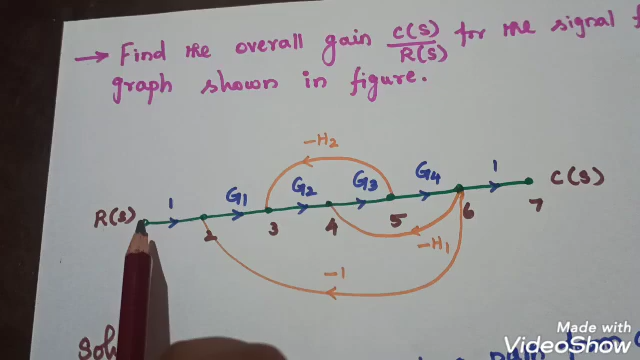 → Find the overall gain C(S)/R(S) for the signal
graph shown in figure.
-H2
R(S) 1 G1 G2 G3 G4 1 C(S)
2 3 4 5 6 7
-H1
-1
Soln
Made With
VideoShow